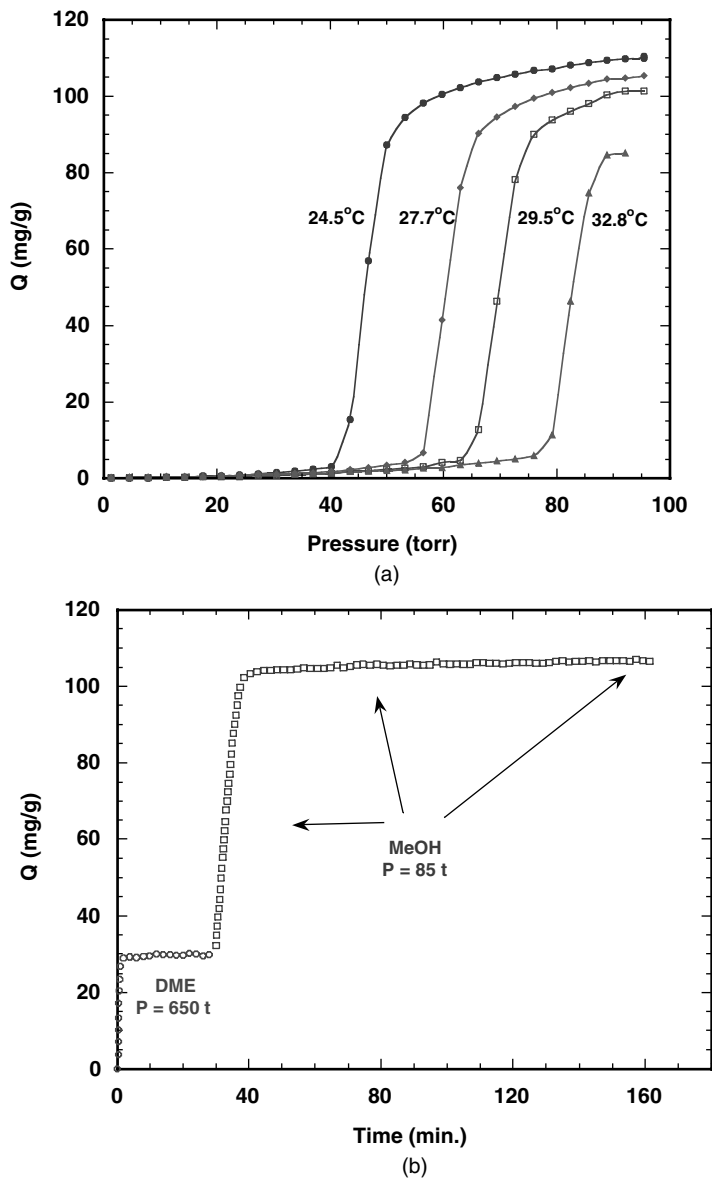 120
100
80
60
40
20
0
Q (mg/g)
24.5°C
27.7°C
29.5°C
32.8°C
0
20
40
60
80
100
Pressure (torr)
(a)
120
100
80
60
40
20
0
Q (mg/g)
MeOH
P = 85 t
DME
P = 650 t
0
40
80
120
160
Time (min.)
(b)